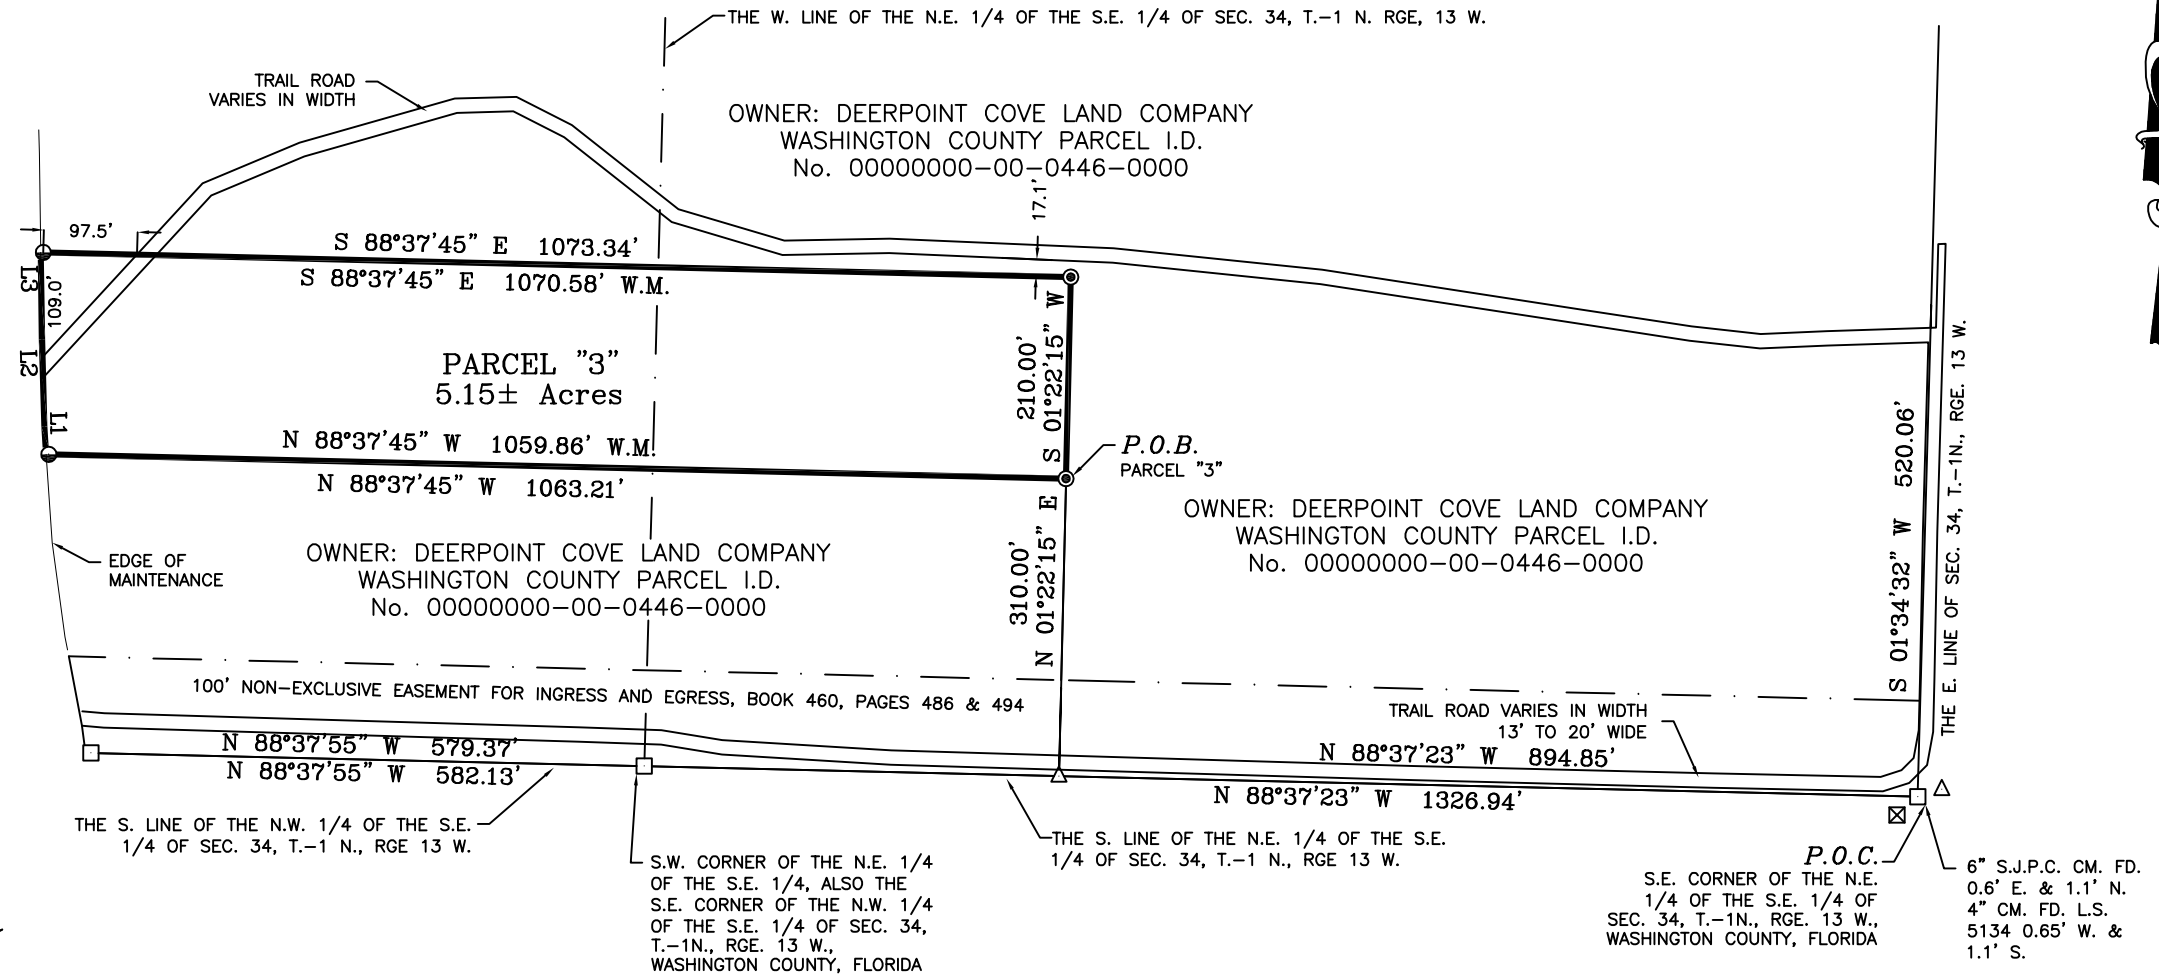 THE W. LINE OF THE N.E. 1/4 OF THE S.E. 1/4 OF SEC. 34, T.-1 N. RGE, 13 W.
TRAIL ROAD
VARIES IN WIDTH
OWNER: DEERPOINT COVE LAND COMPANY
WASHINGTON COUNTY PARCEL I.D.
No. 00000000-00-0446-0000
17.1'
97.5'
S 88°37'45" E 1073.34'
S 88°37'45" E 1070.58' W.M.
L3
109.0'
L2
L1
PARCEL "3"
5.15± Acres
210.00'
S 01°22'15" W
N 88°37'45" W 1059.86' W.M.
N 88°37'45" W 1063.21'
P.O.B.
PARCEL "3"
OWNER: DEERPOINT COVE LAND COMPANY
WASHINGTON COUNTY PARCEL I.D.
No. 00000000-00-0446-0000
EDGE OF
MAINTENANCE
OWNER: DEERPOINT COVE LAND COMPANY
WASHINGTON COUNTY PARCEL I.D.
No. 00000000-00-0446-0000
310.00'
N 01°22'15" E
S 01°34'32" W 520.06'
THE E. LINE OF SEC. 34, T.-1N., RGE. 13 W.
100' NON-EXCLUSIVE EASEMENT FOR INGRESS AND EGRESS, BOOK 460, PAGES 486 & 494
TRAIL ROAD VARIES IN WIDTH
13' TO 20' WIDE
N 88°37'55" W 579.37'
N 88°37'55" W 582.13'
N 88°37'23" W 894.85'
N 88°37'23" W 1326.94'
THE S. LINE OF THE N.W. 1/4 OF THE S.E.
1/4 OF SEC. 34, T.-1 N., RGE 13 W.
S.W. CORNER OF THE N.E. 1/4
OF THE S.E. 1/4, ALSO THE
S.E. CORNER OF THE N.W. 1/4
OF THE S.E. 1/4 OF SEC. 34,
T.-1N., RGE. 13 W.,
WASHINGTON COUNTY, FLORIDA
THE S. LINE OF THE N.E. 1/4 OF THE S.E.
1/4 OF SEC. 34, T.-1 N., RGE 13 W.
P.O.C.
S.E. CORNER OF THE N.E.
1/4 OF THE S.E. 1/4 OF
SEC. 34, T.-1N., RGE. 13 W.,
WASHINGTON COUNTY, FLORIDA
6" S.J.P.C. CM. FD.
0.6' E. & 1.1' N.
4" CM. FD. L.S.
5134 0.65' W. &
1.1' S.